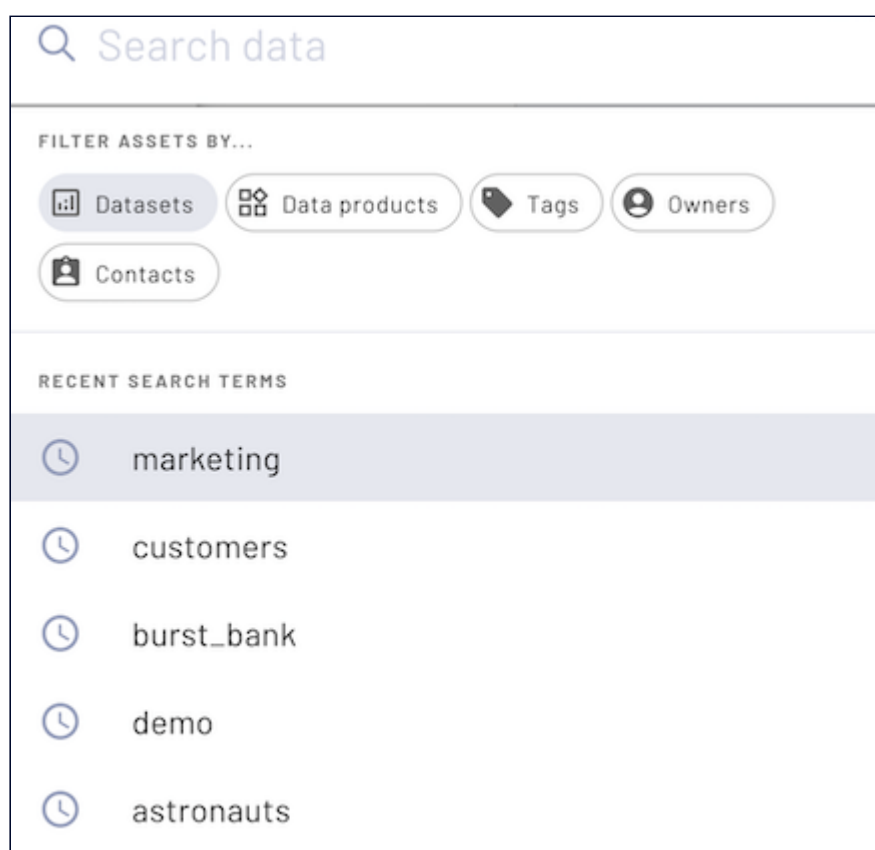 Search data
FILTER ASSETS BY...
Datasets Data products Tags Owners
Contacts
RECENT SEARCH TERMS
marketing
customers
burst_bank
demo
astronauts